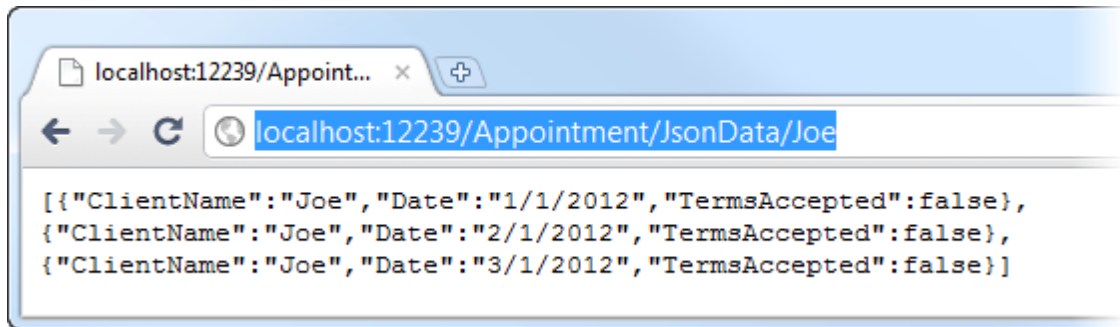 localhost:12239/Appoint...
localhost:12239/Appointment/JsonData/Joe
[{"ClientName":"Joe","Date":"1/1/2012","TermsAccepted":false},
{"ClientName":"Joe","Date":"2/1/2012","TermsAccepted":false},
{"ClientName":"Joe","Date":"3/1/2012","TermsAccepted":false}]